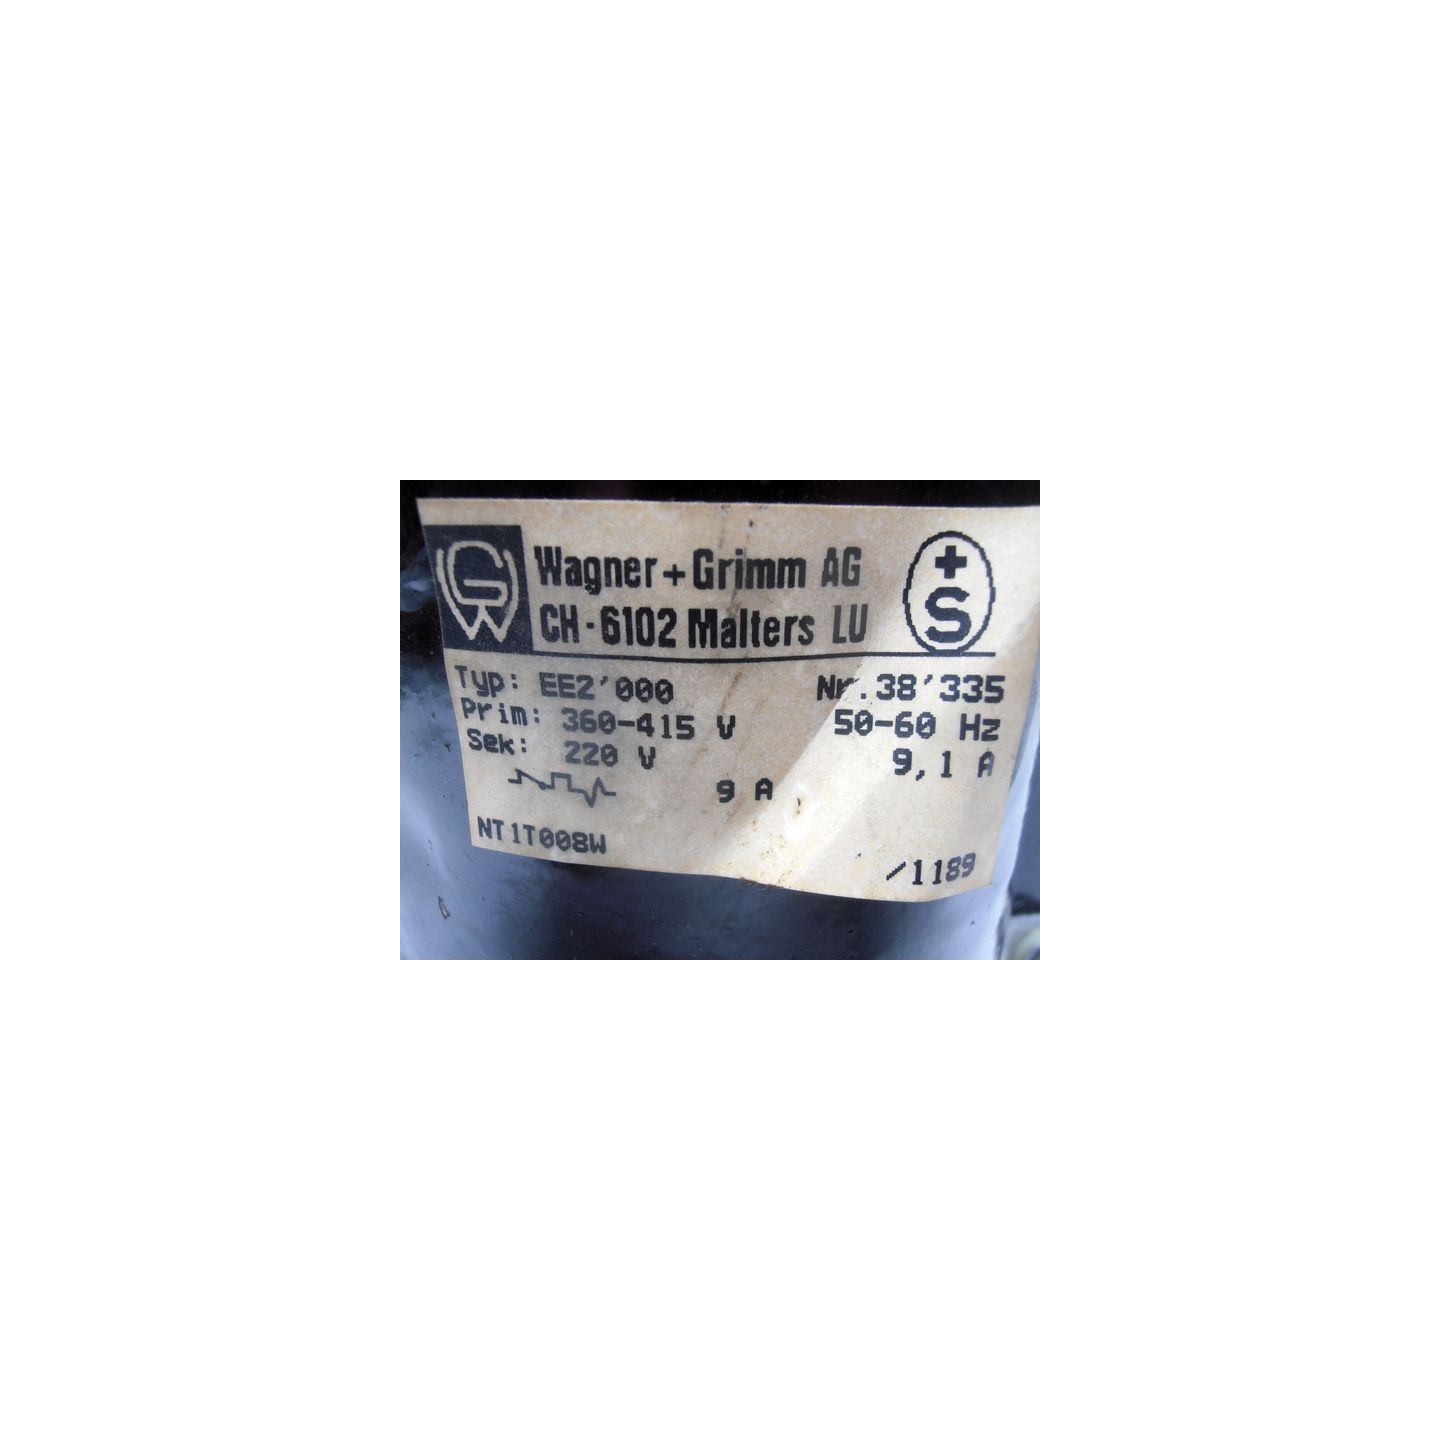 Wagner+Grimm AG
CH-6102 Malters LU
+S
Typ: EE2'000 Nr.38'335
Prim: 360-415 V 50-60 Hz
Sek: 220 V 9,1 A
9 A
NT1T008W /1189